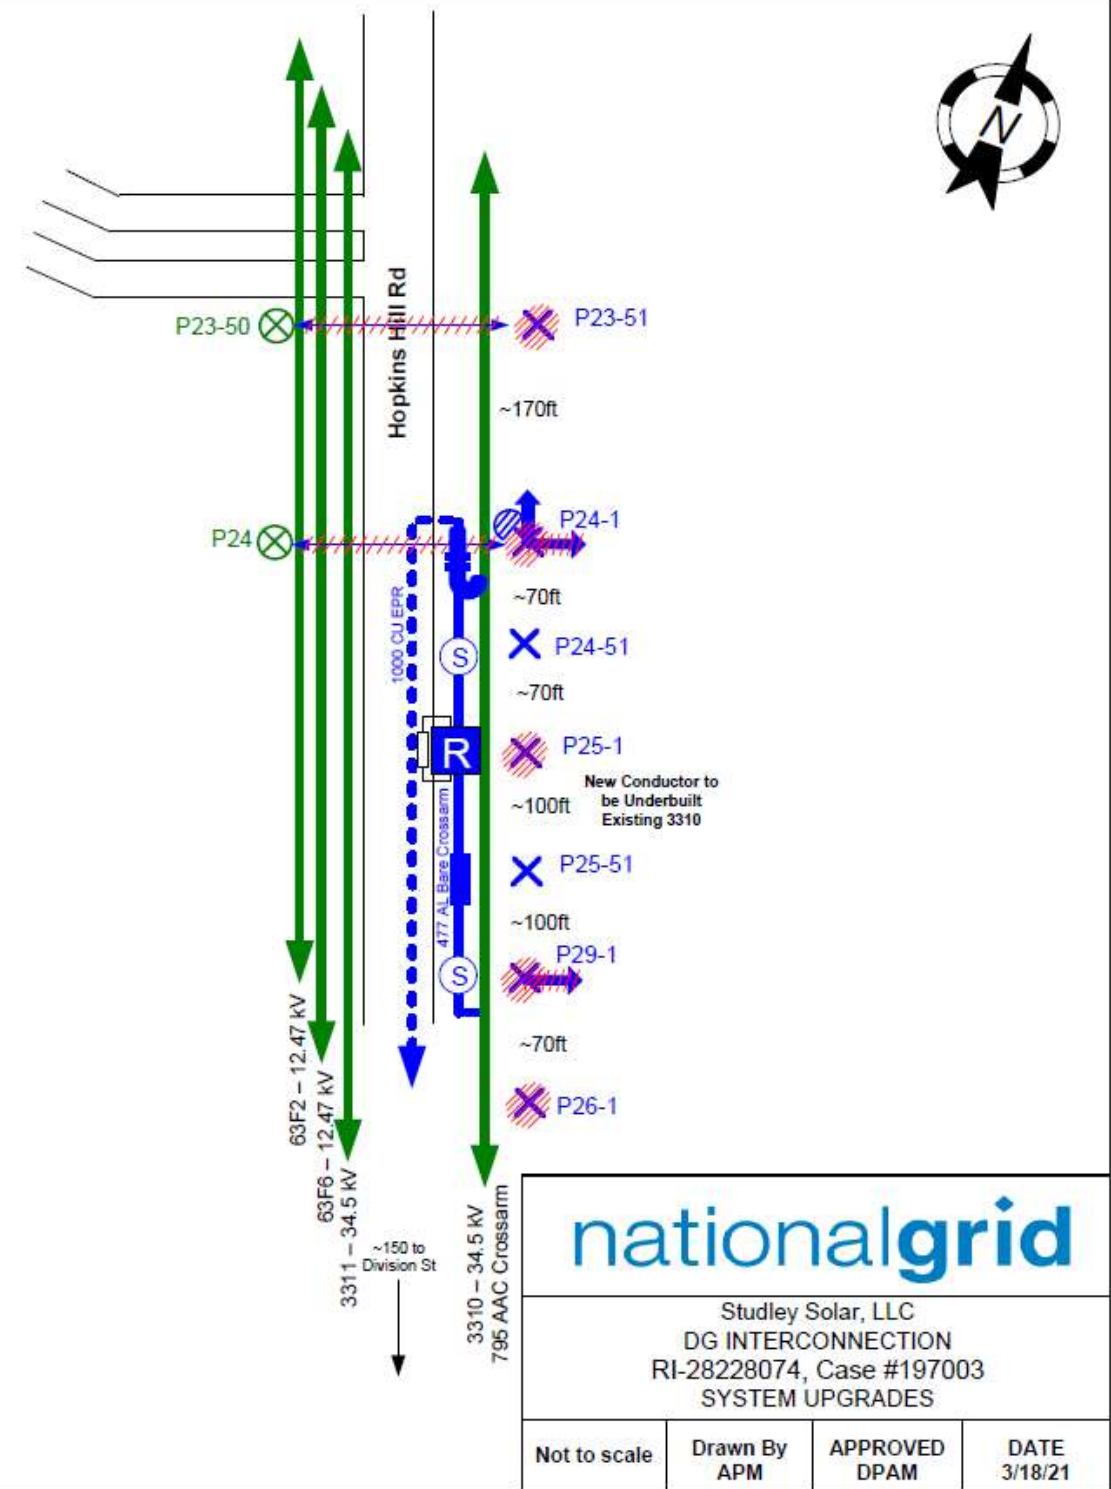 N
P23-50
P23-51
Hopkins Hill Rd
~170ft
P24
P24-1
~70ft
1000 CU EPR
S
P24-51
~70ft
R
P25-1
New Conductor to
be Underbuilt
Existing 3310
~100ft
477 AL Bare Crossarm
P25-51
~100ft
P29-1
S
~70ft
P26-1
63F2 – 12.47 kV
63F6 – 12.47 kV
3311 – 34.5 kV
~150 to
Division St
3310 – 34.5 kV
795 AAC Crossarm
nationalgrid
Studley Solar, LLC
DG INTERCONNECTION
RI-28228074, Case #197003
SYSTEM UPGRADES
Not to scale
Drawn By
APM
APPROVED
DPAM
DATE
3/18/21